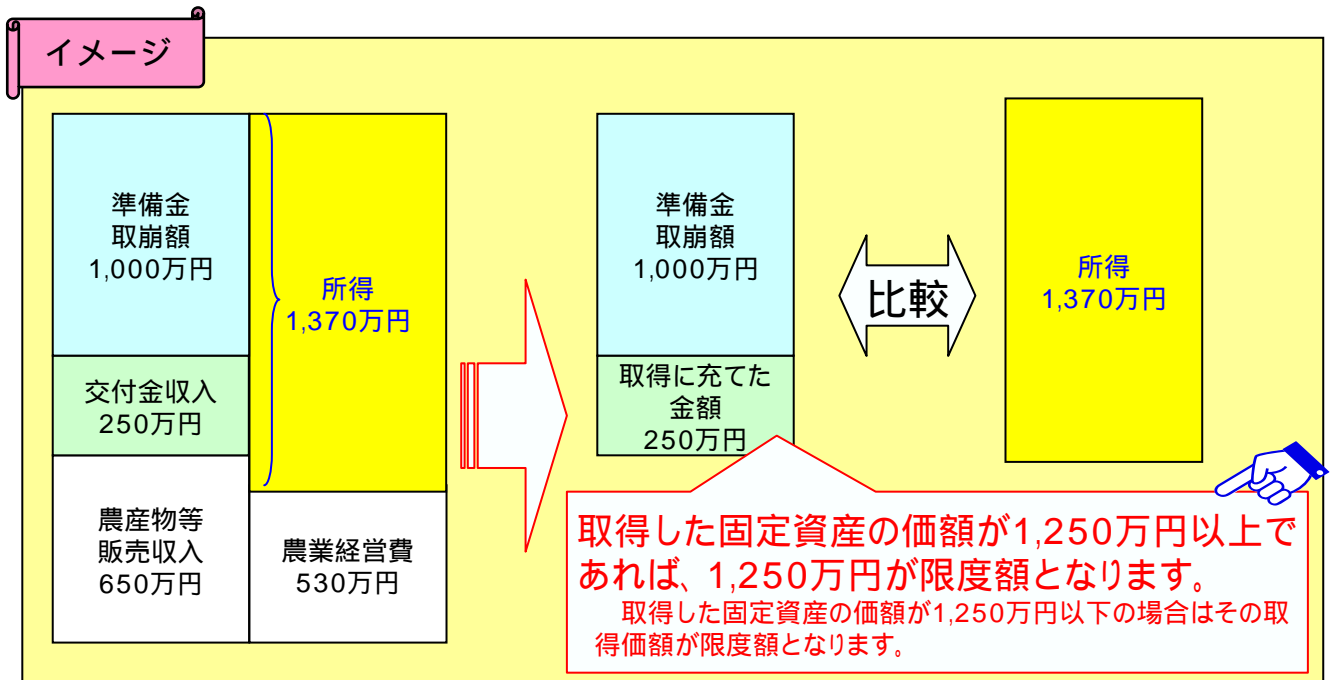 イメージ
準備金
取崩額
1,000万円
交付金収入
250万円
農産物等
販売収入
650万円
所得
1,370万円
農業経営費
530万円
準備金
取崩額
1,000万円
取得に充てた
金額
250万円
比較
所得
1,370万円
取得した固定資産の価額が1,250万円以上で
あれば、1,250万円が限度額となります。
取得した固定資産の価額が1,250万円以下の場合はその取
得価額が限度額となります。